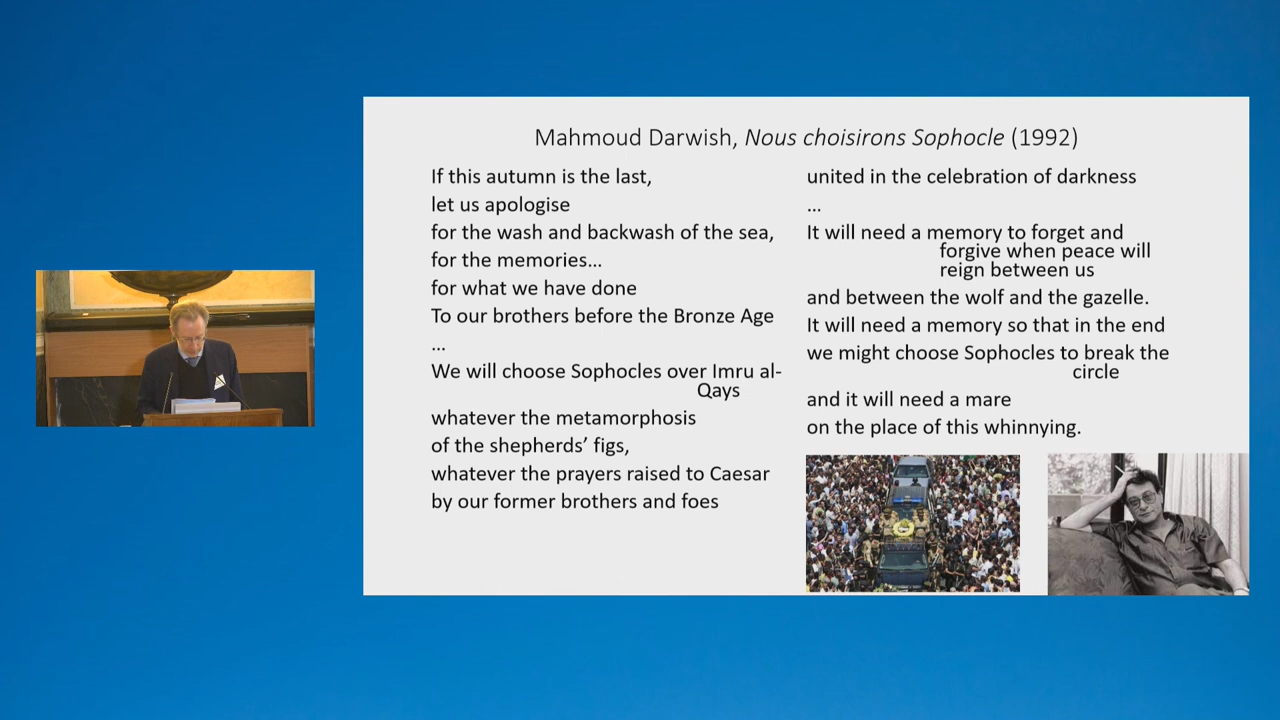 Mahmoud Darwish, Nous choisirons Sophocle (1992)
If this autumn is the last,
let us apologise
for the wash and backwash of the sea,
for the memories…
for what we have done
To our brothers before the Bronze Age
…
We will choose Sophocles over Imru al-
Qays
whatever the metamorphosis
of the shepherds’ figs,
whatever the prayers raised to Caesar
by our former brothers and foes
united in the celebration of darkness
…
It will need a memory to forget and
forgive when peace will
reign between us
and between the wolf and the gazelle.
It will need a memory so that in the end
we might choose Sophocles to break the
circle
and it will need a mare
on the place of this whinnying.